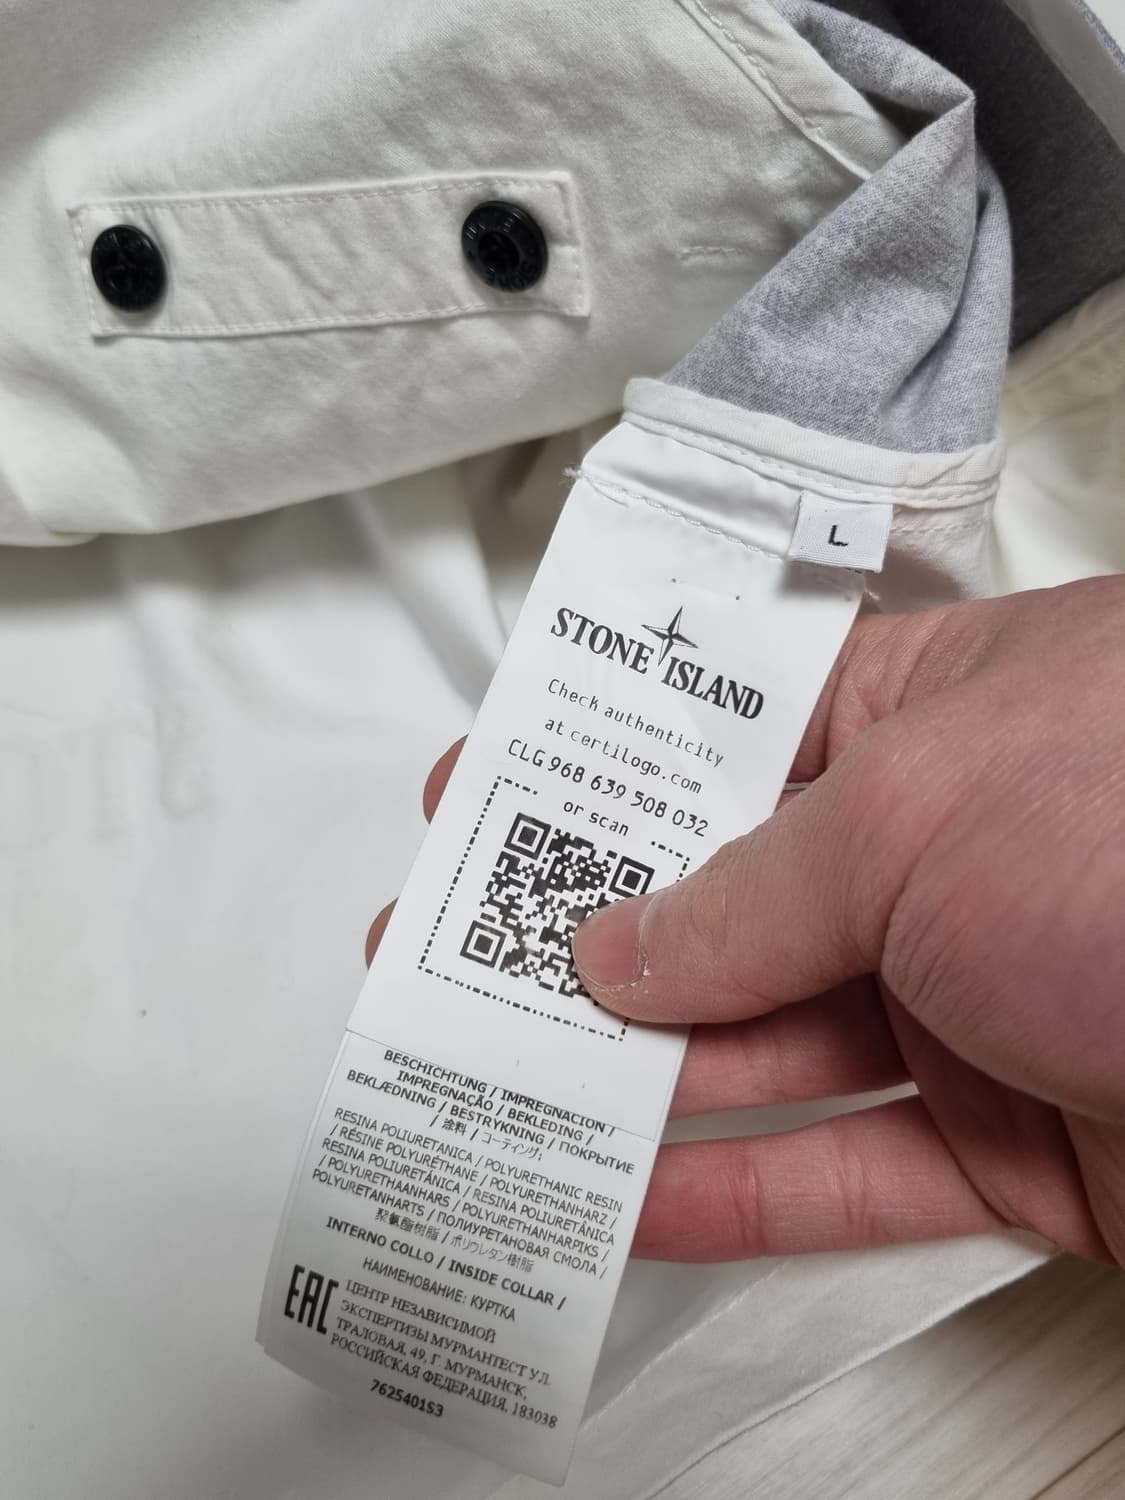 L
STONE ISLAND
Check authenticity
at certilogo.com
CLG 968 639 508 032
or scan
BESCHICHTUNG / IMPREGNACION /
IMPREGNAÇÃO / BEKLEDING /
BEKLÆDNING / BESTRYKNING / ПОКРЫТИЕ
/ 涂料 / コーティング:
RESINA POLIURETANICA / POLYURETHANIC RESIN
/ RÉSINE POLYURÉTHANE / POLYURETHANHARZ /
RESINA POLIURETÁNICA / RESINA POLIURETÂNICA
/ POLYURETHAANHARS / POLYURETHANHARPIKS /
POLYURETANHARTS / ПОЛИУРЕТАНОВАЯ СМОЛА /
聚氨酯树脂 / ポリウレタン樹脂
INTERNO COLLO / INSIDE COLLAR /
НАИМЕНОВАНИЕ: КУРТКА
EAC
ЦЕНТР НЕЗАВИСИМОЙ
ЭКСПЕРТИЗЫ МУРМАНТЕСТ УЛ.
ТРАЛОВАЯ, 49, Г. МУРМАНСК,
РОССИЙСКАЯ ФЕДЕРАЦИЯ, 183038
7625401S3